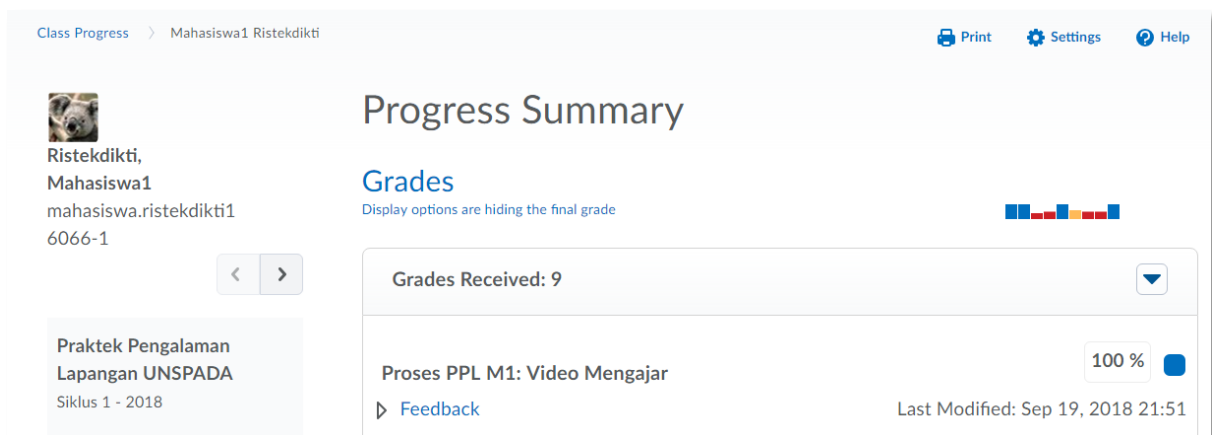 Class Progress Mahasiswa1 Ristekdikti
Print Settings Help
Ristekdikti,
Mahasiswa1
mahasiswa.ristekdikti1
6066-1
Praktek Pengalaman
Lapangan UNSPADA
Siklus 1 - 2018
Progress Summary
Grades
Display options are hiding the final grade
Grades Received: 9
Proses PPL M1: Video Mengajar
100 %
Feedback
Last Modified: Sep 19, 2018 21:51